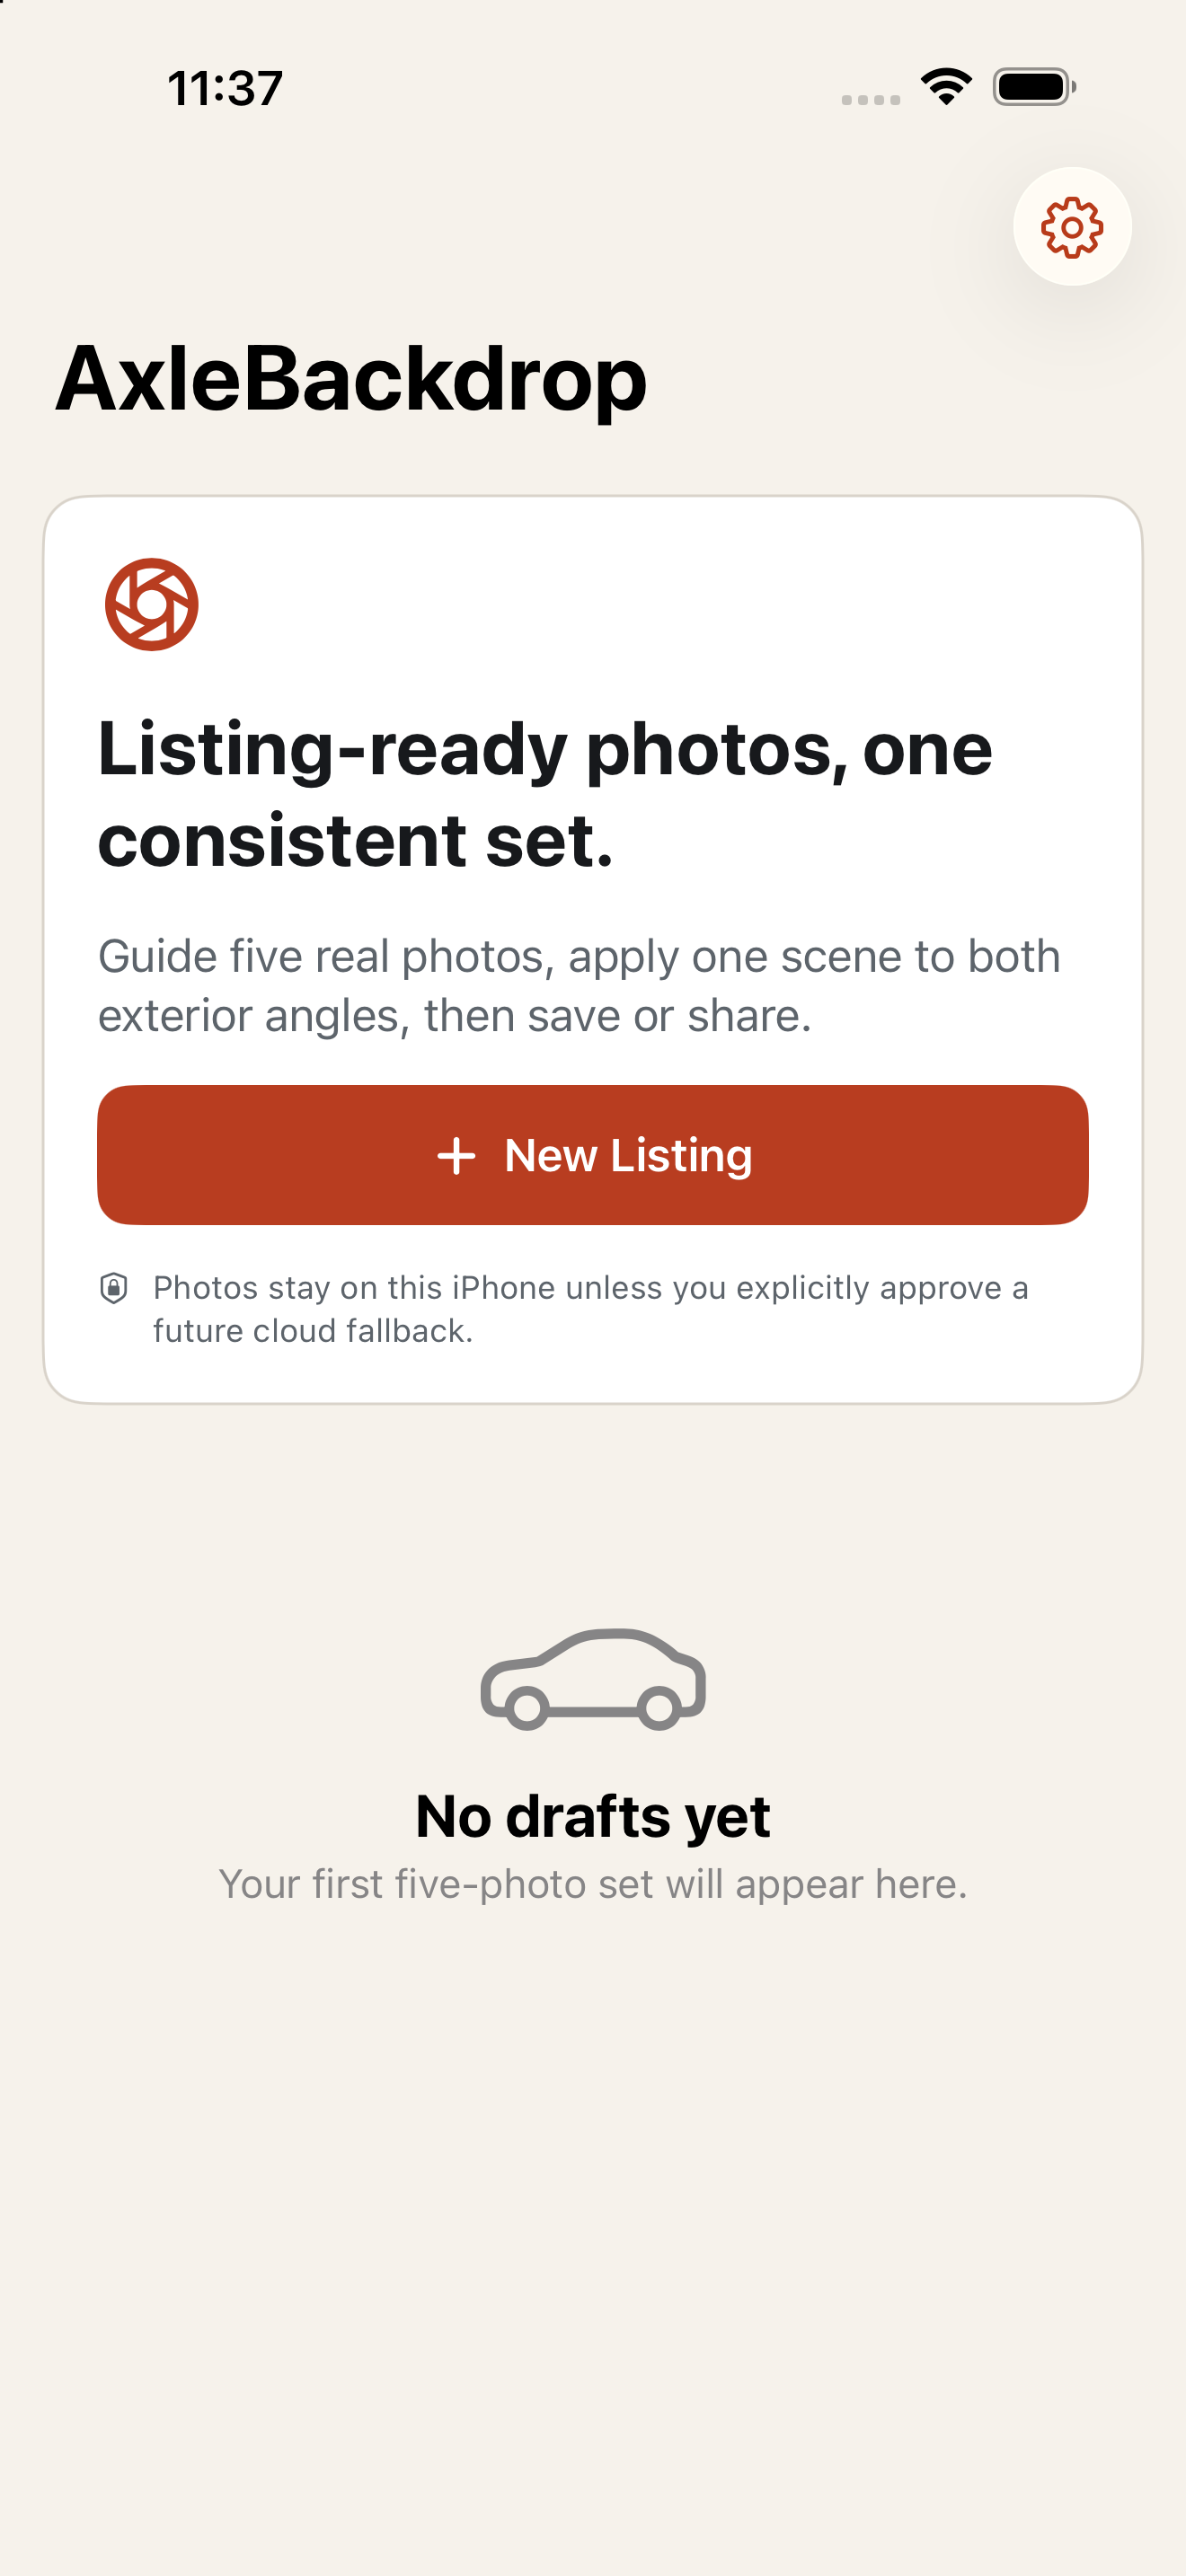 11:37
AxleBackdrop
Listing-ready photos, one
consistent set.
Guide five real photos, apply one scene to both
exterior angles, then save or share.
+ New Listing
Photos stay on this iPhone unless you explicitly approve a
future cloud fallback.
No drafts yet
Your first five-photo set will appear here.